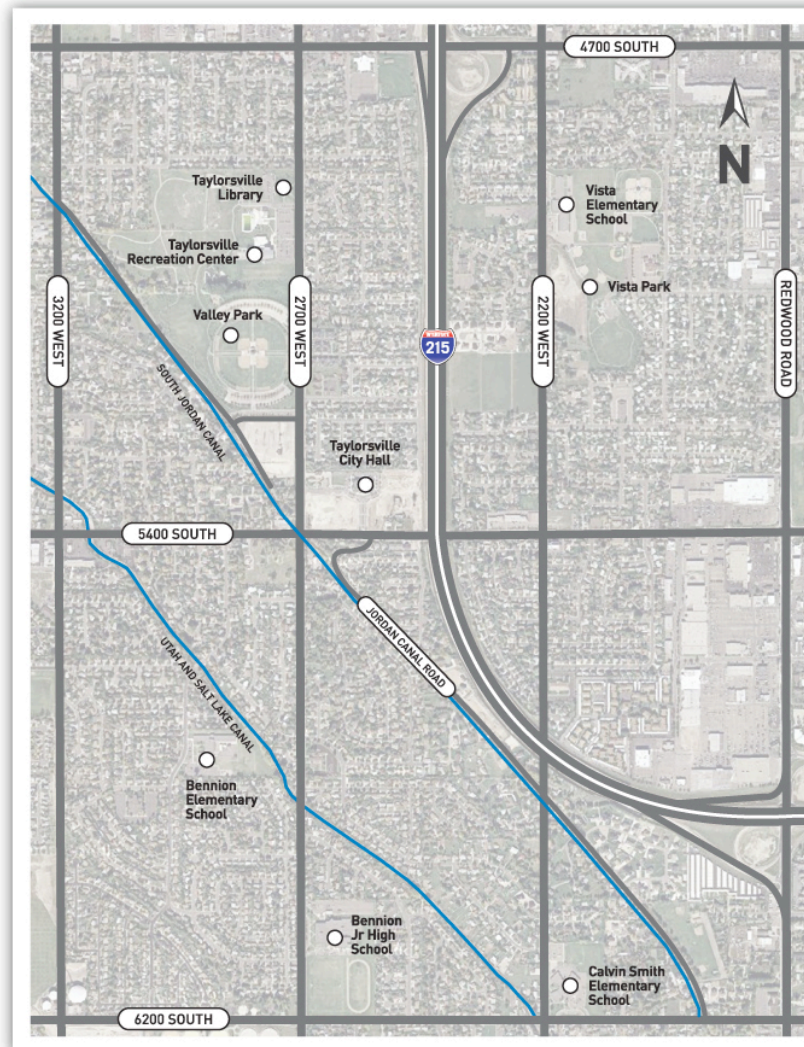 4700 SOUTH
N
Taylorsville
Library
Vista
Elementary
School
Taylorsville
Recreation Center
Vista Park
3200 WEST
2700 WEST
2200 WEST
REDWOOD ROAD
Valley Park
INTERSTATE
215
SOUTH JORDAN CANAL
Taylorsville
City Hall
5400 SOUTH
JORDAN CANAL ROAD
UTAH AND SALT LAKE CANAL
Bennion
Elementary
School
Bennion
Jr High
School
Calvin Smith
Elementary
School
6200 SOUTH